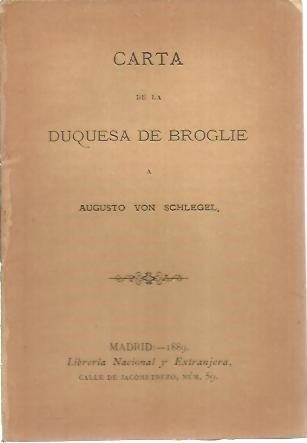 CARTA
DE LA
DUQUESA DE BROGLIE
A
AUGUSTO VON SCHLEGEL.
MADRID:—1889.
Librería Nacional y Extranjera,
CALLE DE JACOMETREZO, NÚM. 59.